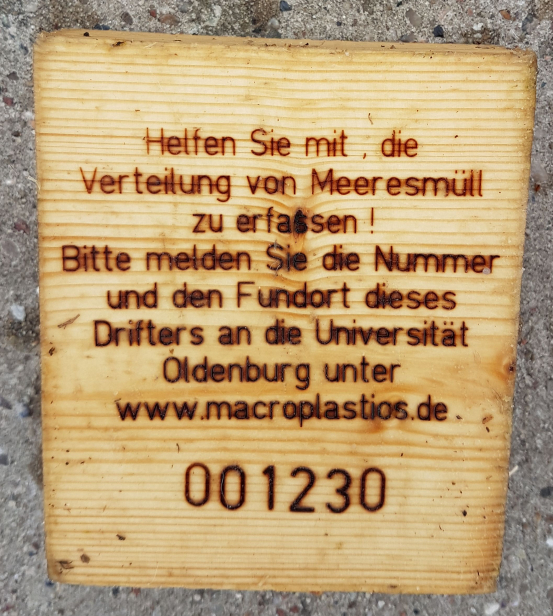 Helfen Sie mit , die
Verteilung von Meeresmüll
zu erfassen !
Bitte melden Sie die Nummer
und den Fundort dieses
Drifters an die Universität
Oldenburg unter
www.macroplastios.de .
001230